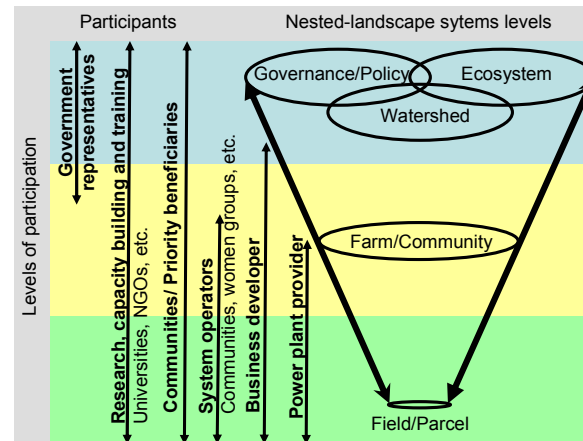 Participants
Nested-landscape sytems levels
Levels of participation
Government
representatives
Research, capacity building and training
Universities, NGOs, etc.
Communities/ Priority beneficiaries
System operators
Communities, women groups, etc.
Business developer
Power plant provider
Governance/Policy
Ecosystem
Watershed
Farm/Community
Field/Parcel